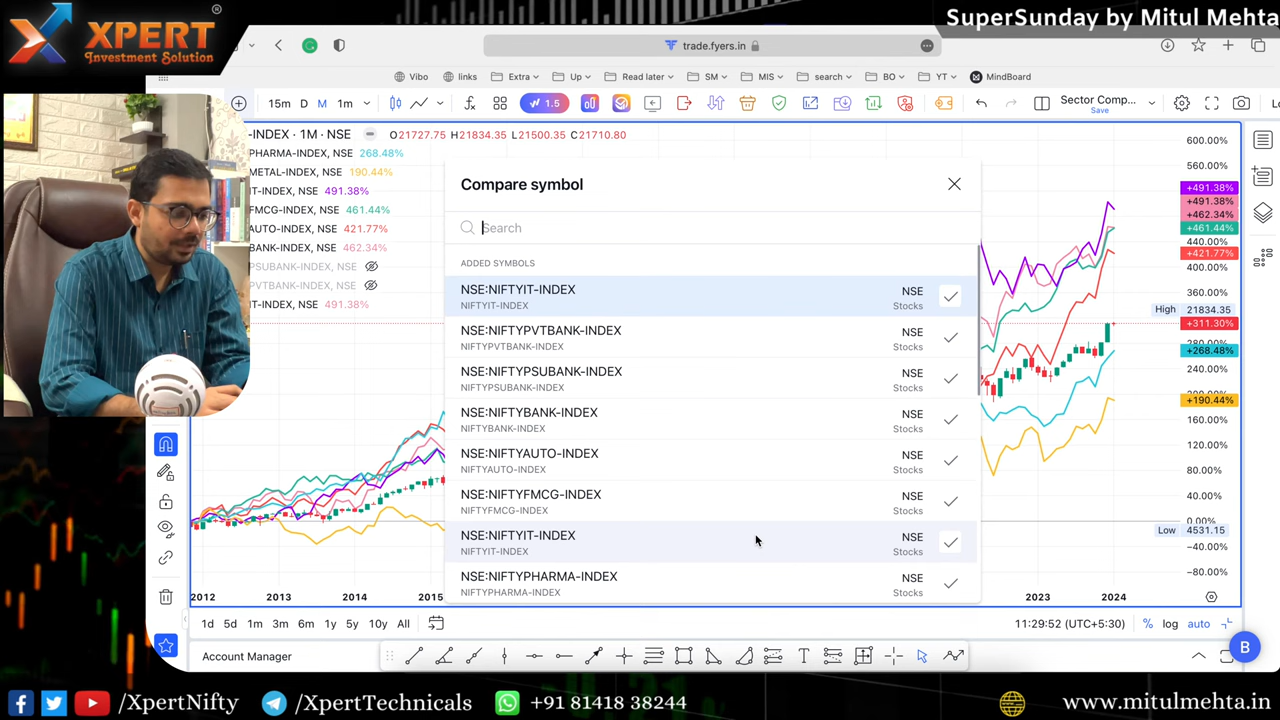 XPERT
Investment Solution
®
SuperSunday by Mitul Mehta
trade.fyers.in
Vibo
links
Extra
Up
Read later
SM
MIS
search
BO
YT
MindBoard
15m D M 1m
1.5
Sector Comp...
Save
-INDEX · 1M · NSE
O21727.75 H21834.35 L21500.35 C21710.80
PHARMA-INDEX, NSE 268.48%
METAL-INDEX, NSE 190.44%
IT-INDEX, NSE 491.38%
FMCG-INDEX, NSE 461.44%
AUTO-INDEX, NSE 421.77%
BANK-INDEX, NSE 462.34%
PSUBANK-INDEX, NSE
PVTBANK-INDEX, NSE
IT-INDEX, NSE 491.38%
Compare symbol
Search
ADDED SYMBOLS
NSE:NIFTYIT-INDEX
NIFTYIT-INDEX
NSE
Stocks
NSE:NIFTYPVTBANK-INDEX
NIFTYPVTBANK-INDEX
NSE
Stocks
NSE:NIFTYPSUBANK-INDEX
NIFTYPSUBANK-INDEX
NSE
Stocks
NSE:NIFTYBANK-INDEX
NIFTYBANK-INDEX
NSE
Stocks
NSE:NIFTYAUTO-INDEX
NIFTYAUTO-INDEX
NSE
Stocks
NSE:NIFTYFMCG-INDEX
NIFTYFMCG-INDEX
NSE
Stocks
NSE:NIFTYIT-INDEX
NIFTYIT-INDEX
NSE
Stocks
NSE:NIFTYPHARMA-INDEX
NIFTYPHARMA-INDEX
NSE
Stocks
600.00%
560.00%
+491.38%
+491.38%
+462.34%
+461.44%
440.00%
+421.77%
400.00%
360.00%
High 21834.35
+311.30%
+268.48%
240.00%
200.00%
+190.44%
160.00%
120.00%
80.00%
40.00%
0.00%
Low 4531.15
−40.00%
−80.00%
2012 2013 2014 2015 2023 2024
1d 5d 1m 3m 6m 1y 5y 10y All
11:29:52 (UTC+5:30) % log auto
Account Manager
T
B
/XpertNifty
/XpertTechnicals
+91 81418 38244
www.mitulmehta.in